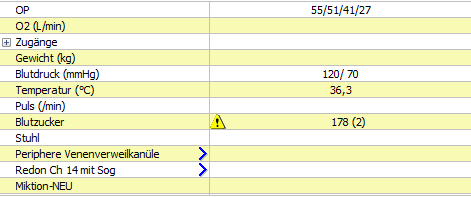 OP 55/51/41/27
O2 (L/min)
Zugänge
Gewicht (kg)
Blutdruck (mmHg) 120/ 70
Temperatur (°C) 36,3
Puls (/min)
Blutzucker 178 (2)
Stuhl
Periphere Venenverweilkanüle
Redon Ch 14 mit Sog
Miktion-NEU